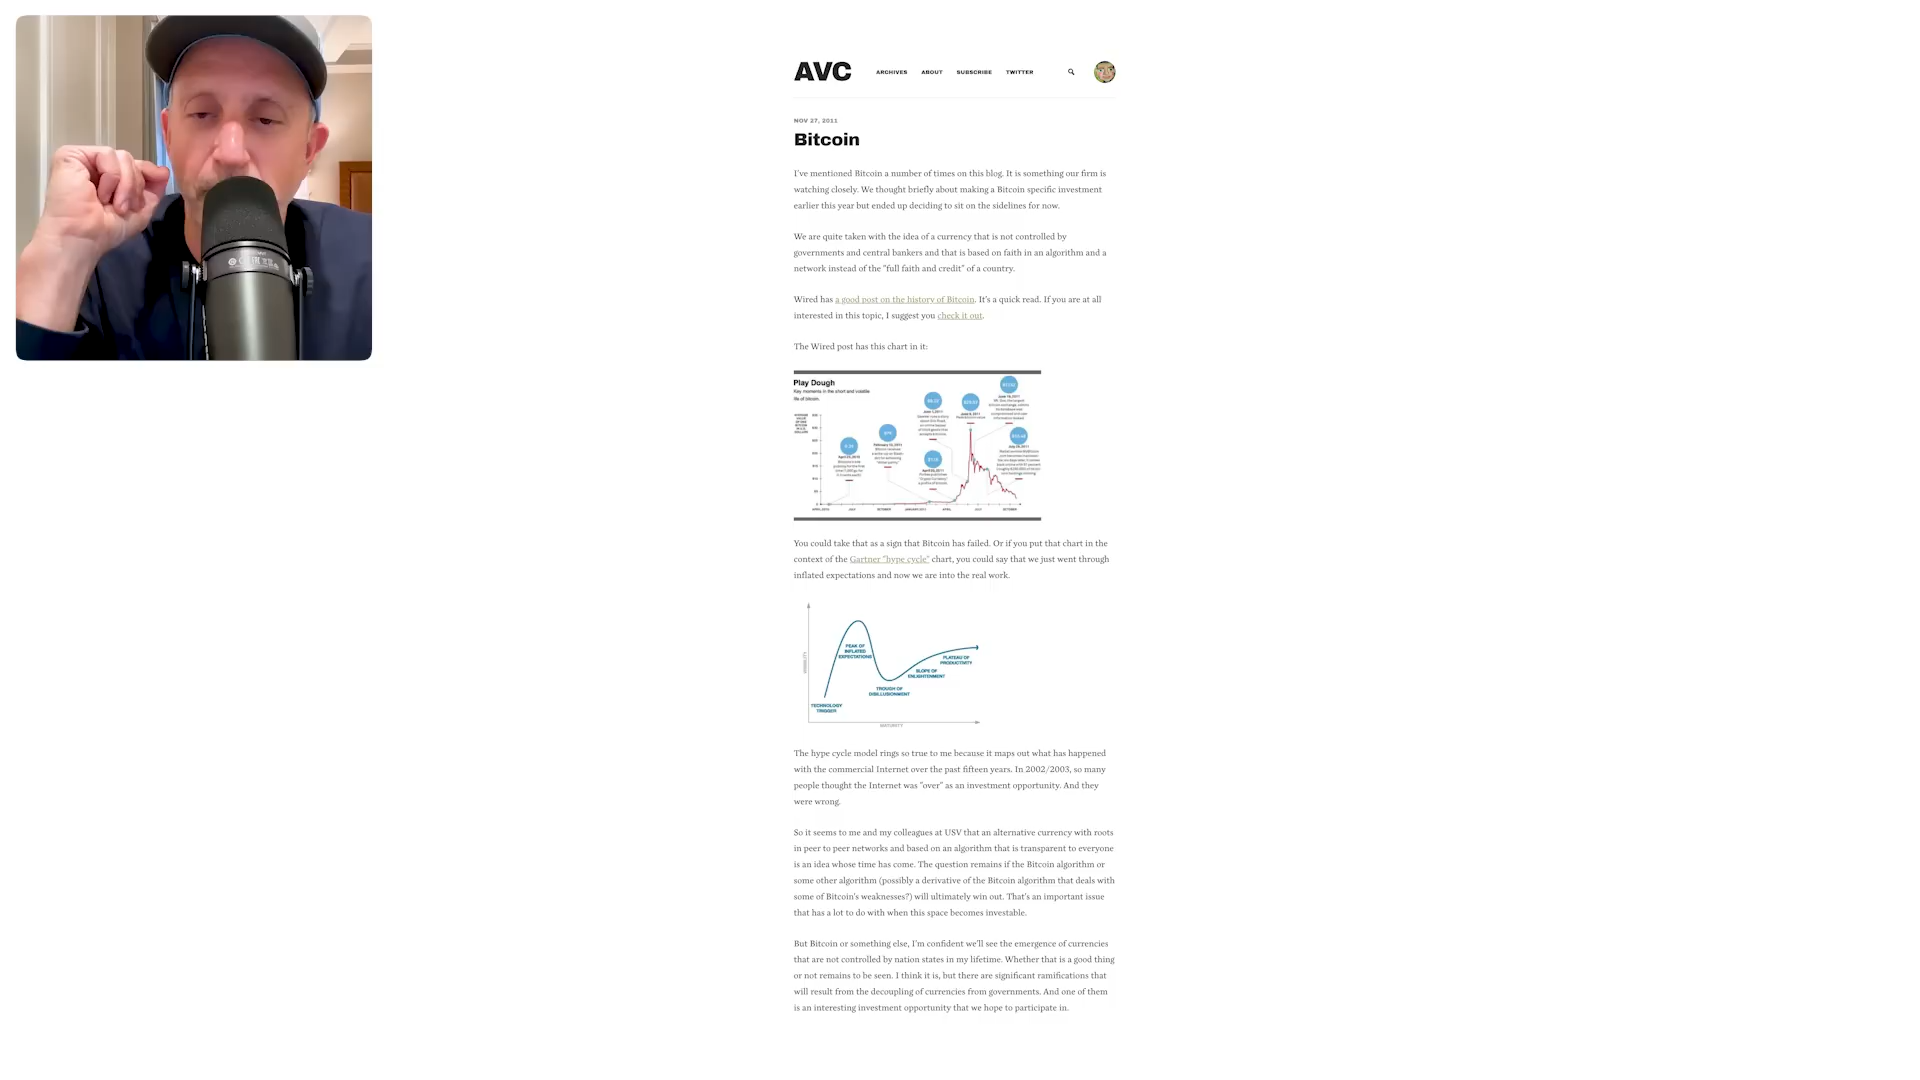 AVC
ARCHIVES
ABOUT
SUBSCRIBE
TWITTER
NOV 27, 2011
Bitcoin
I've mentioned Bitcoin a number of times on this blog. It is something our firm is
watching closely. We thought briefly about making a Bitcoin specific investment
earlier this year but ended up deciding to sit on the sidelines for now.
We are quite taken with the idea of a currency that is not controlled by
governments and central bankers and that is based on faith in an algorithm and a
network instead of the "full faith and credit" of a country.
Wired has a good post on the history of Bitcoin. It's a quick read. If you are at all
interested in this topic, I suggest you check it out.
The Wired post has this chart in it:
Play Dough
Key moments in the short and volatile
life of bitcoin.
You could take that as a sign that Bitcoin has failed. Or if you put that chart in the
context of the Gartner "hype cycle" chart, you could say that we just went through
inflated expectations and now we are into the real work.
PEAK OF
INFLATED
EXPECTATIONS
PLATEAU OF
PRODUCTIVITY
SLOPE OF
ENLIGHTENMENT
TROUGH OF
DISILLUSIONMENT
TECHNOLOGY
TRIGGER
VISIBILITY
MATURITY
The hype cycle model rings so true to me because it maps out what has happened
with the commercial Internet over the past fifteen years. In 2002/2003, so many
people thought the Internet was "over" as an investment opportunity. And they
were wrong.
So it seems to me and my colleagues at USV that an alternative currency with roots
in peer to peer networks and based on an algorithm that is transparent to everyone
is an idea whose time has come. The question remains if the Bitcoin algorithm or
some other algorithm (possibly a derivative of the Bitcoin algorithm that deals with
some of Bitcoin's weaknesses?) will ultimately win out. That's an important issue
that has a lot to do with when this space becomes investable.
But Bitcoin or something else, I'm confident we'll see the emergence of currencies
that are not controlled by nation states in my lifetime. Whether that is a good thing
or not remains to be seen. I think it is, but there are significant ramifications that
will result from the decoupling of currencies from governments. And one of them
is an interesting investment opportunity that we hope to participate in.